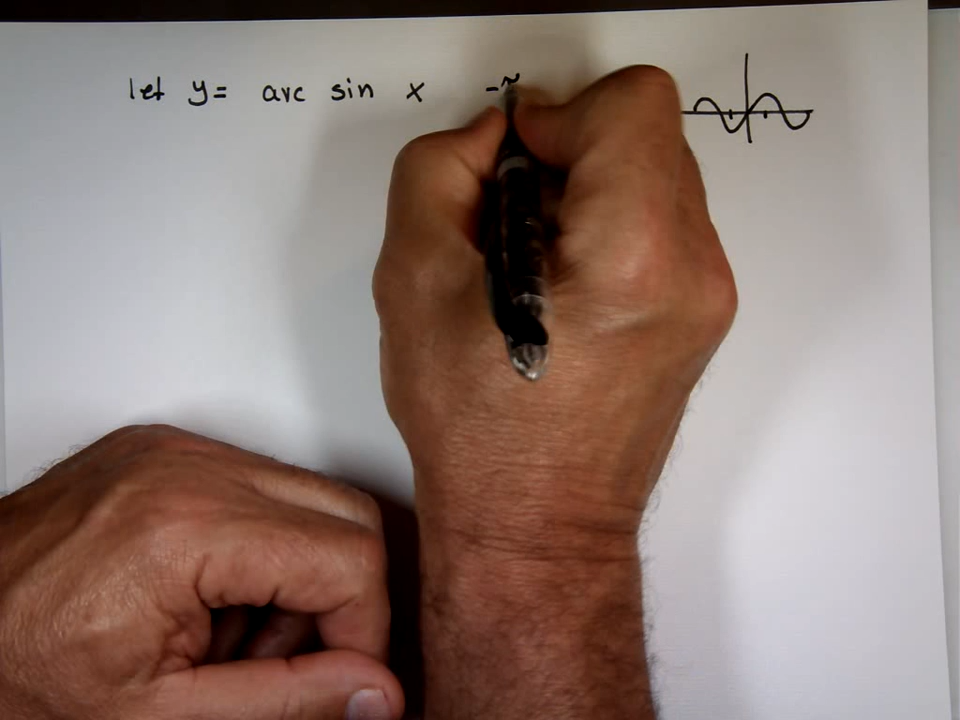 let y= arc sin x -π